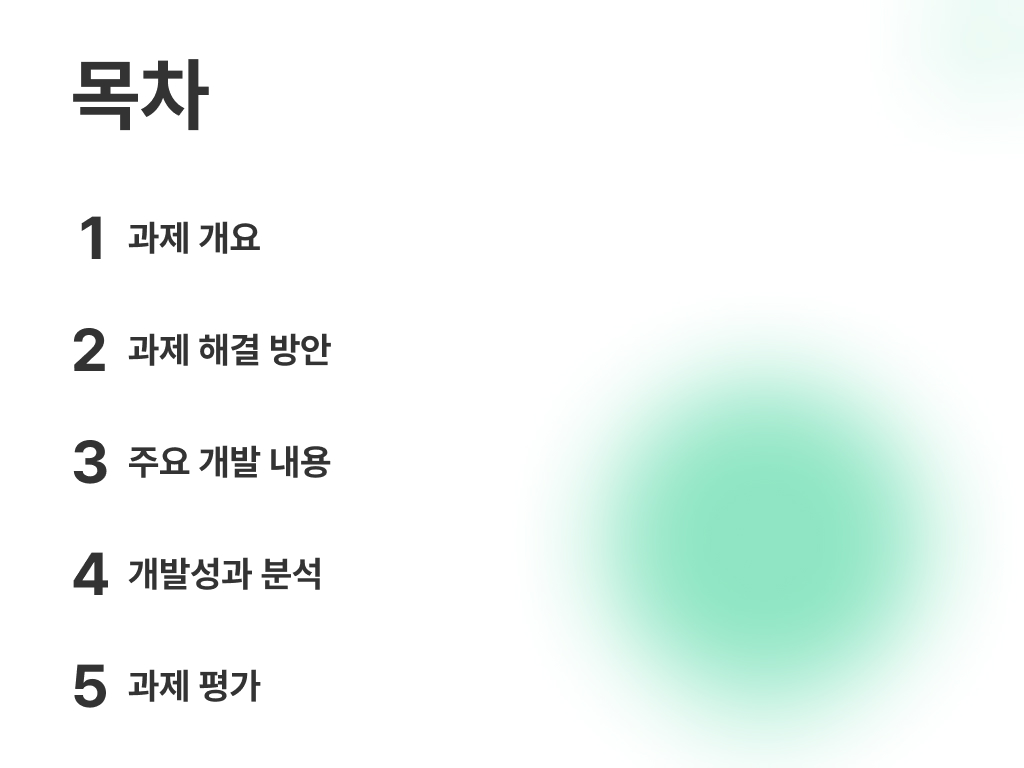 목차
1 과제 개요
2 과제 해결 방안
3 주요 개발 내용
4 개발성과 분석
5 과제 평가